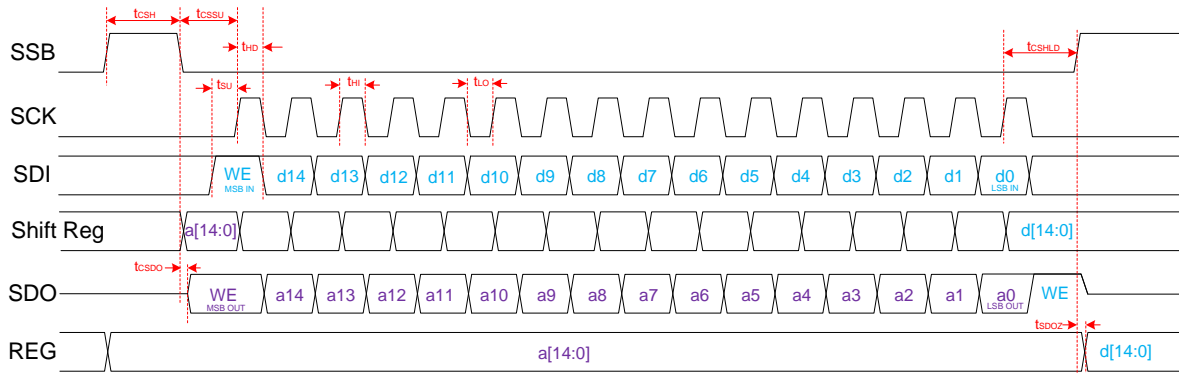 tCSH tCSSU
SSB tHD tCSHLD
tSU tHI tLO
SCK
SDI WE d14 d13 d12 d11 d10 d9 d8 d7 d6 d5 d4 d3 d2 d1 d0
MSB IN LSB IN
Shift Reg a[14:0] d[14:0]
tCSDO
SDO WE a14 a13 a12 a11 a10 a9 a8 a7 a6 a5 a4 a3 a2 a1 a0 WE
MSB OUT LSB OUT
tSDOZ
REG a[14:0] d[14:0]